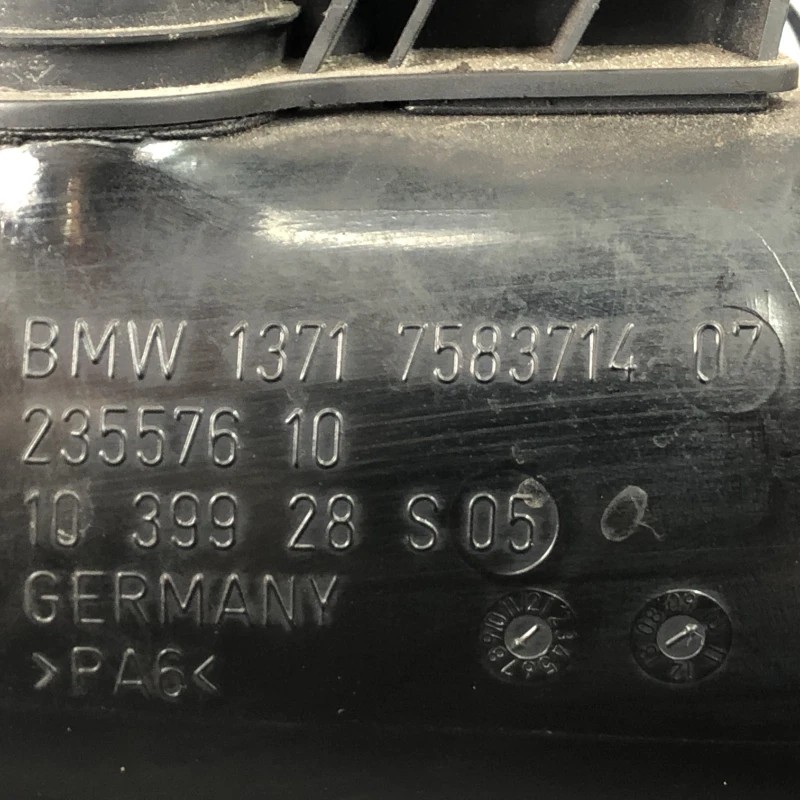 BMW 1371 7583714 07
235576 10
10 399 28 S 05
GERMANY
>PA6<